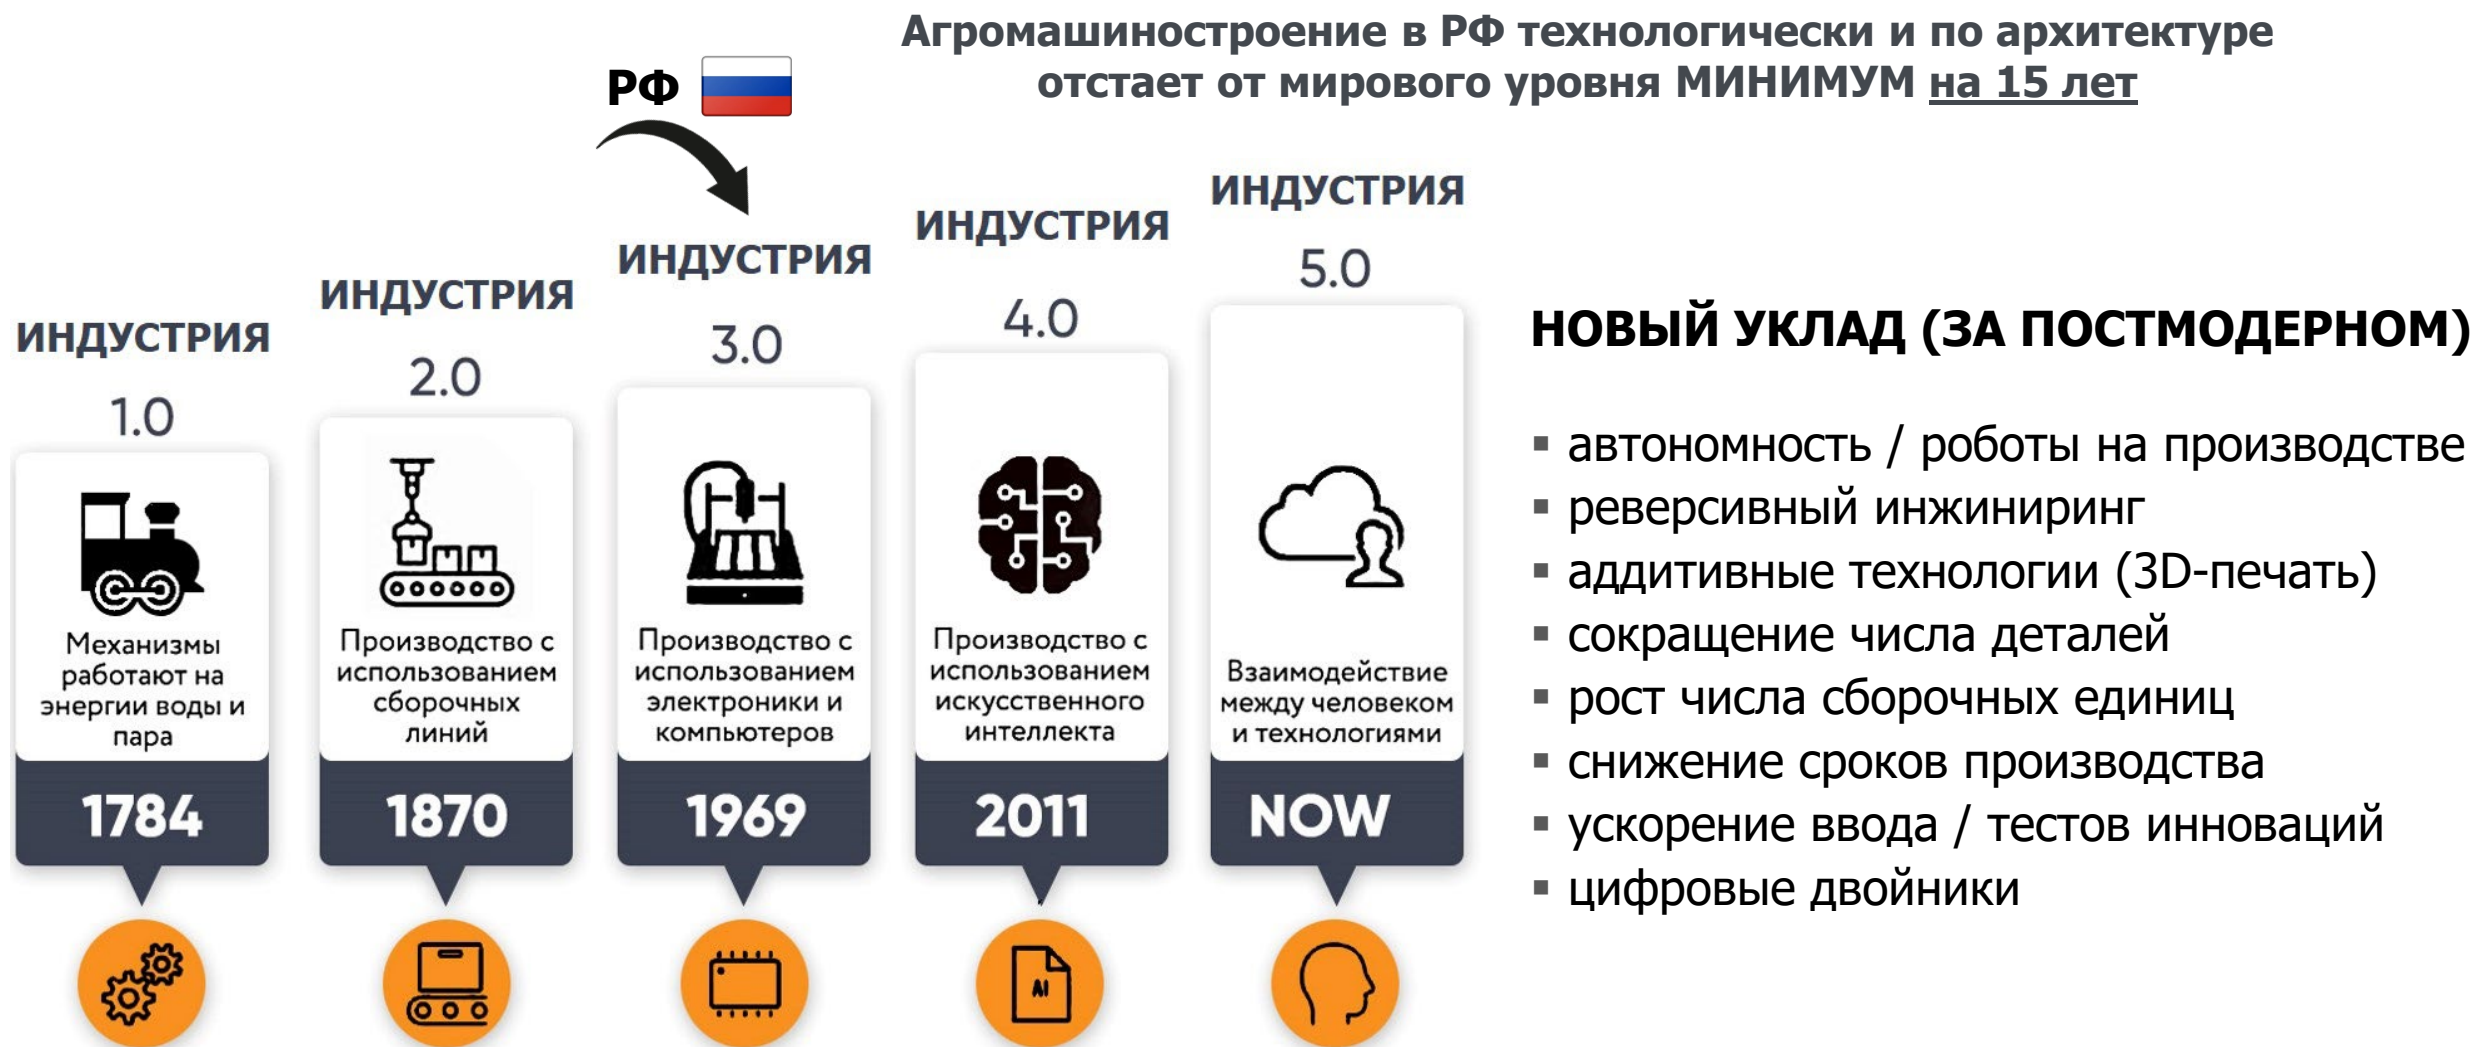 Агромашиностроение в РФ технологически и по архитектуре
отстает от мирового уровня МИНИМУМ на 15 лет
РФ
ИНДУСТРИЯ
1.0
Механизмы
работают на
энергии воды и
пара
1784
ИНДУСТРИЯ
2.0
Производство с
использованием
сборочных
линий
1870
ИНДУСТРИЯ
3.0
Производство с
использованием
электроники и
компьютеров
1969
ИНДУСТРИЯ
4.0
Производство с
использованием
искусственного
интеллекта
2011
AI
ИНДУСТРИЯ
5.0
Взаимодействие
между человеком
и технологиями
NOW
НОВЫЙ УКЛАД (ЗА ПОСТМОДЕРНОМ)
▪ автономность / роботы на производстве
▪ реверсивный инжиниринг
▪ аддитивные технологии (3D-печать)
▪ сокращение числа деталей
▪ рост числа сборочных единиц
▪ снижение сроков производства
▪ ускорение ввода / тестов инноваций
▪ цифровые двойники